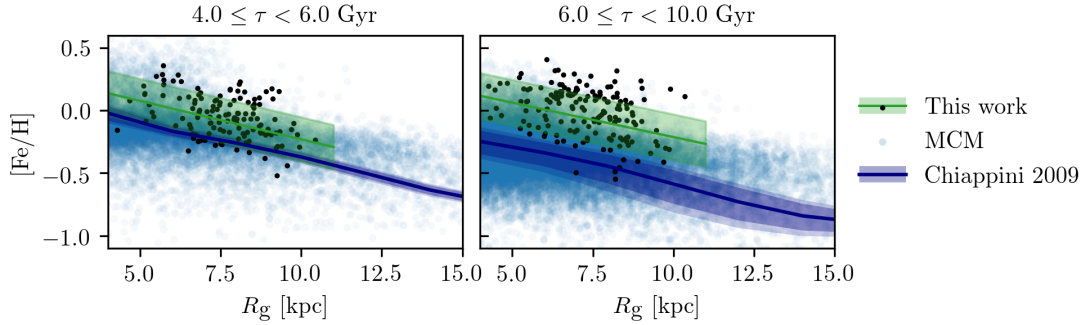 4.0 ≤ τ < 6.0 Gyr
6.0 ≤ τ < 10.0 Gyr
[Fe/H]
0.5
0.0
−0.5
−1.0
5.0 7.5 10.0 12.5 15.0
5.0 7.5 10.0 12.5 15.0
Rg [kpc]
Rg [kpc]
This work
MCM
Chiappini 2009